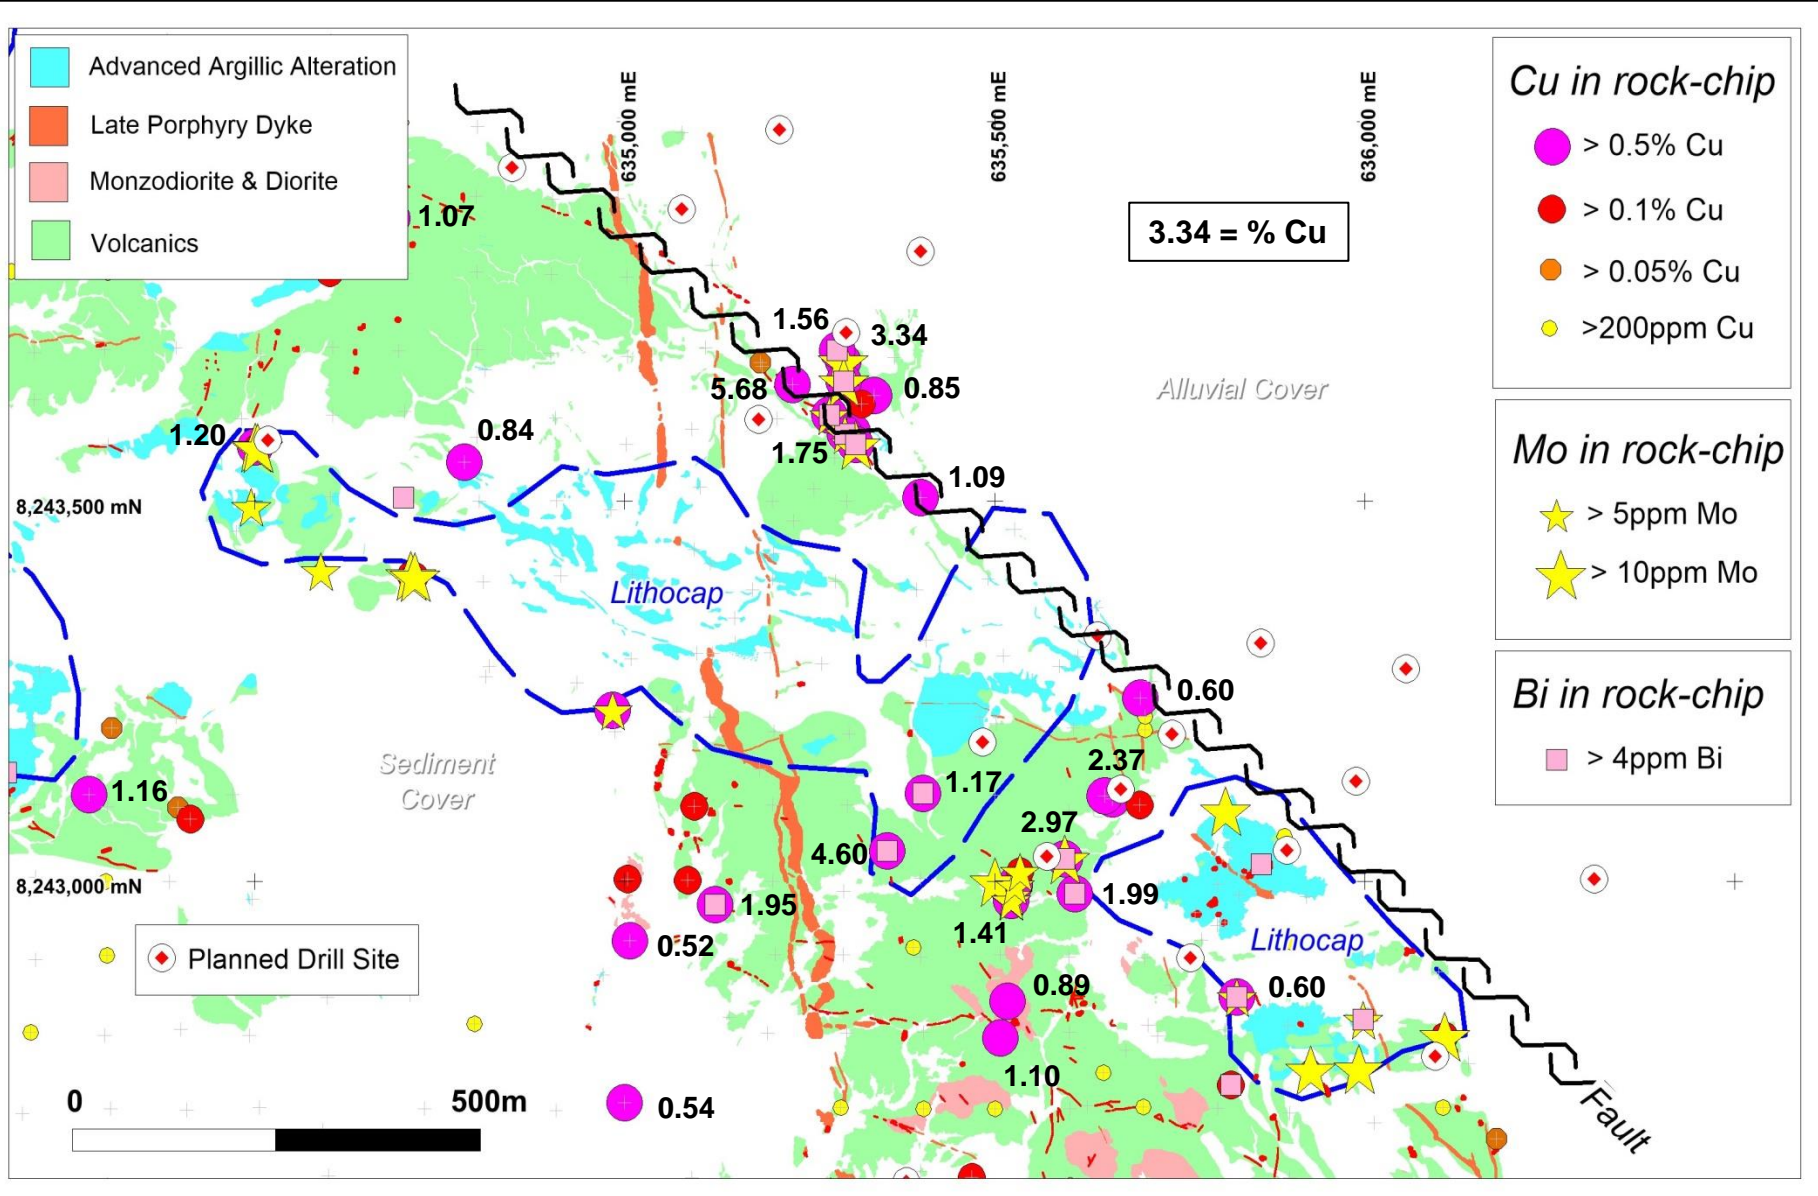 Advanced Argillic Alteration
Late Porphyry Dyke
Monzodiorite & Diorite
Volcanics
635,000 mE
635,500 mE
636,000 mE
Cu in rock-chip
> 0.5% Cu
> 0.1% Cu
> 0.05% Cu
>200ppm Cu
Mo in rock-chip
> 5ppm Mo
> 10ppm Mo
Bi in rock-chip
> 4ppm Bi
3.34 = % Cu
1.07
1.56
3.34
5.68
0.85
Alluvial Cover
1.20
0.84
1.75
1.09
8,243,500 mN
Lithocap
0.60
Sediment
Cover
1.16
1.17
2.37
2.97
4.60
8,243,000 mN
1.95
1.99
1.41
0.52
Lithocap
Planned Drill Site
0.89
0.60
1.10
0.54
0
500m
Fault